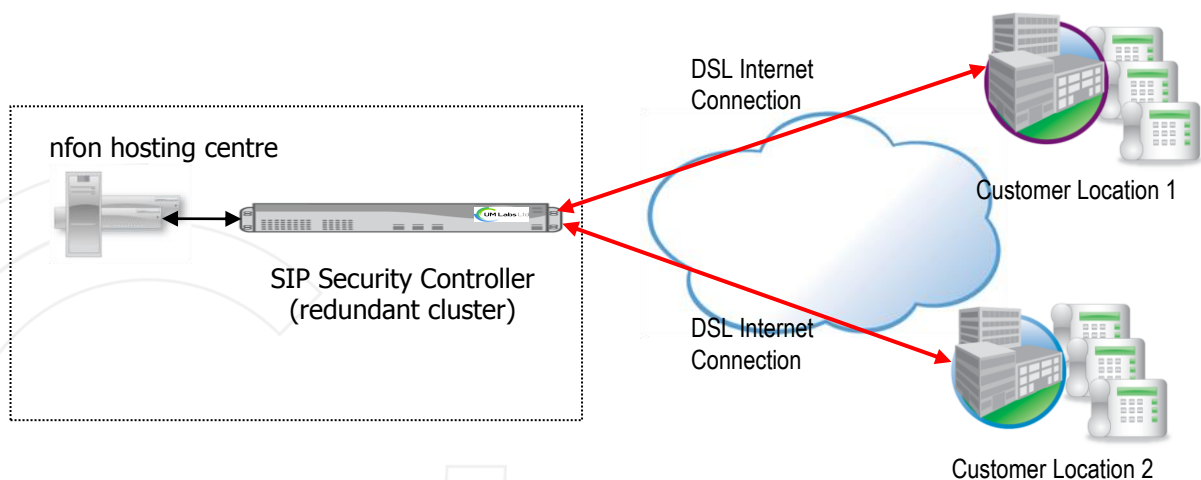 DSL Internet
Connection
nfon hosting centre
Customer Location 1
UM Labs Ltd
SIP Security Controller
(redundant cluster)
DSL Internet
Connection
Customer Location 2